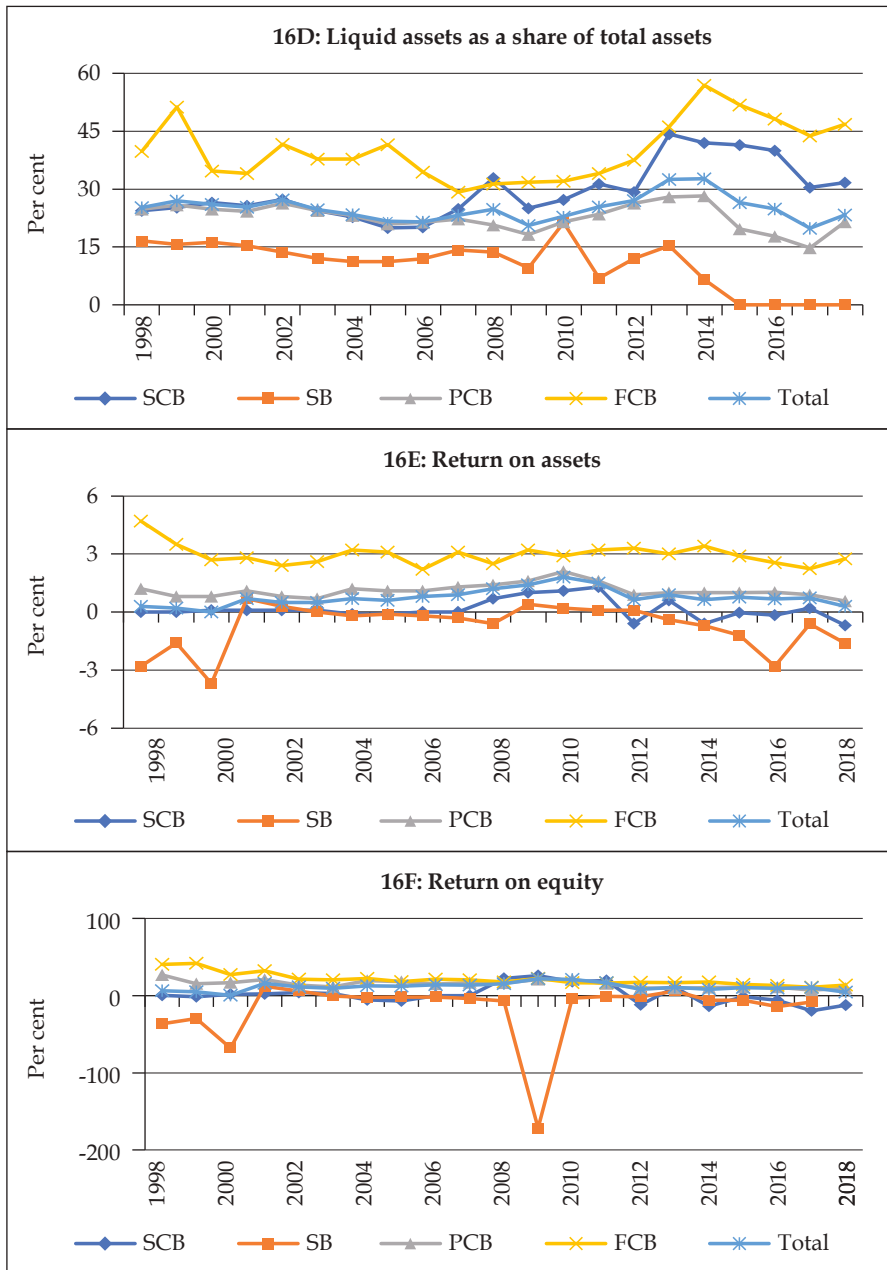 16D: Liquid assets as a share of total assets
60
45
30
15
0
Per cent
1998 2000 2002 2004 2006 2008 2010 2012 2014 2016
SCB SB PCB FCB Total
16E: Return on assets
6
3
0
-3
-6
Per cent
1998 2000 2002 2004 2006 2008 2010 2012 2014 2016 2018
SCB SB PCB FCB Total
16F: Return on equity
100
0
-100
-200
Per cent
1998 2000 2002 2004 2006 2008 2010 2012 2014 2016 2018
SCB SB PCB FCB Total